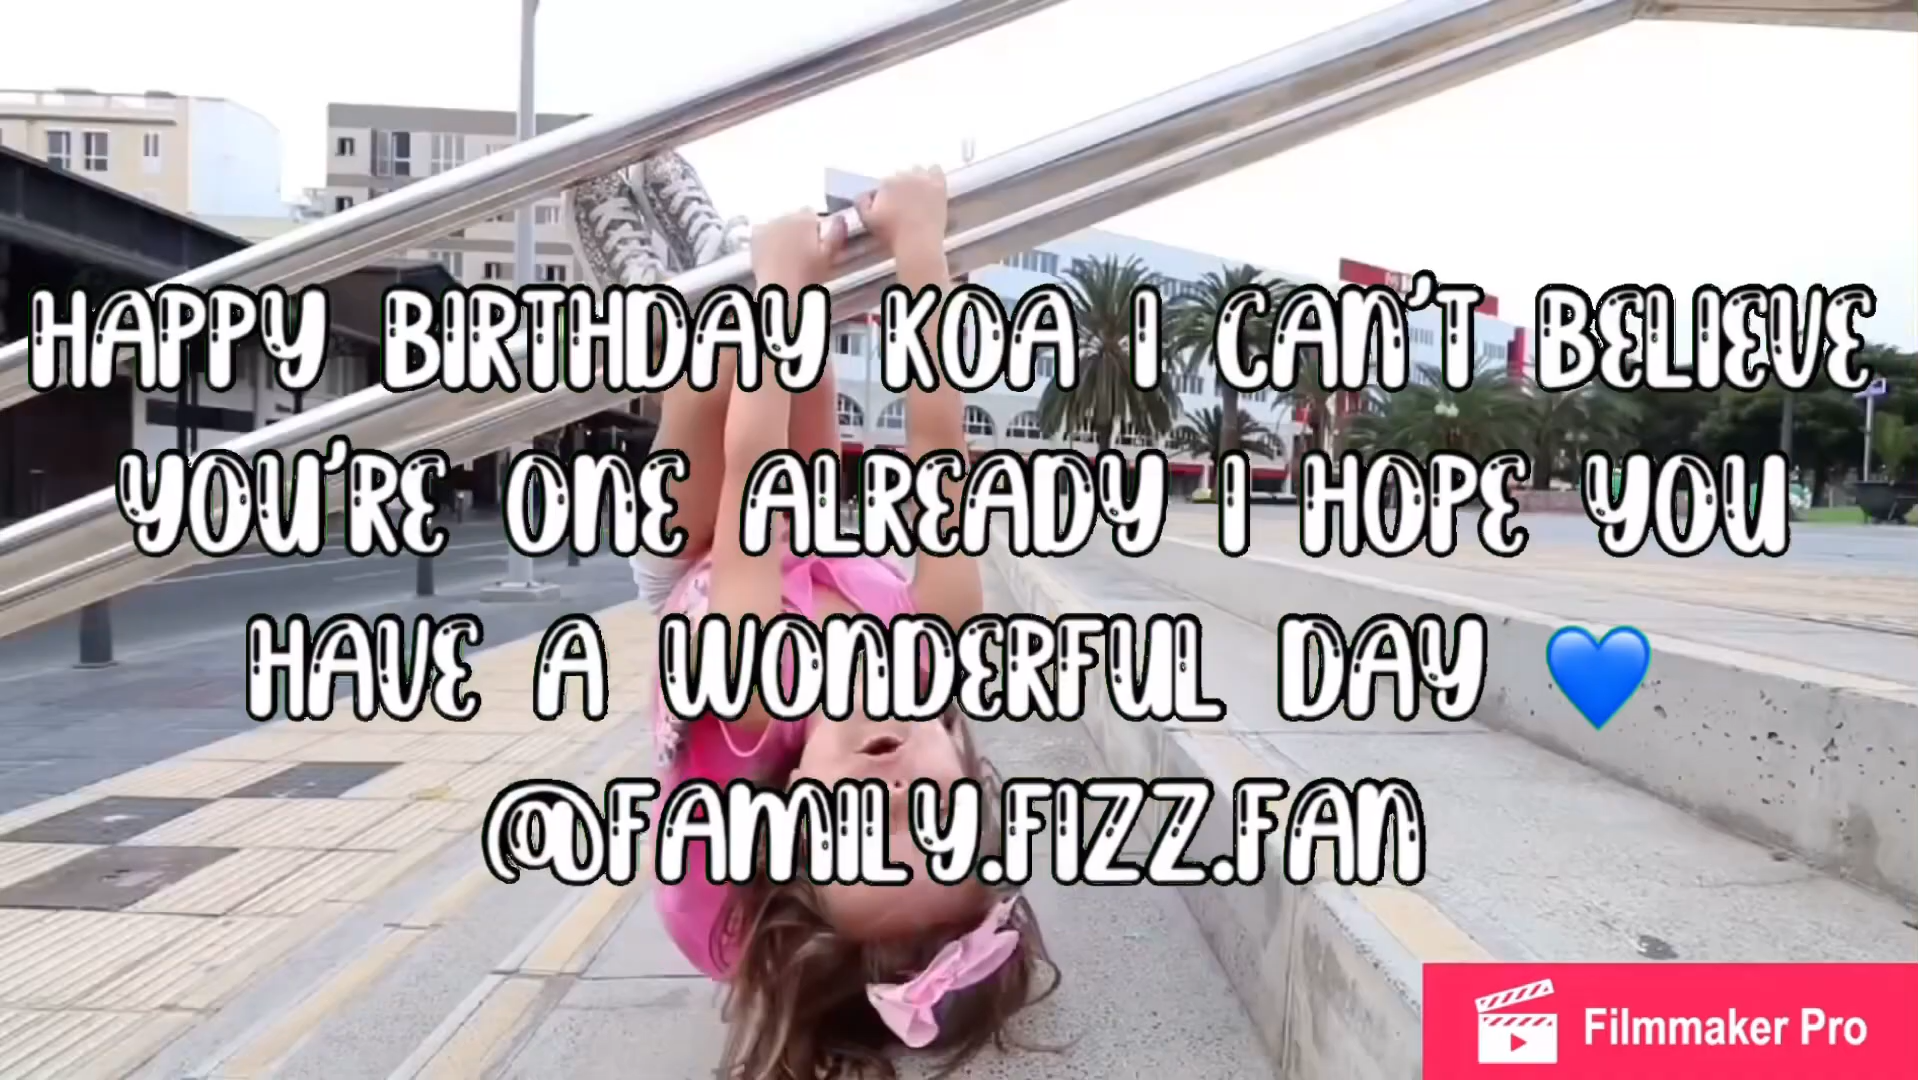 HAPPY BIRTHDAY KOA I CAN'T BELIEVE
YOU'RE ONE ALREADY I HOPE YOU
HAVE A WONDERFUL DAY 💙
@FAMILY.FIZZ.FAN
Filmmaker Pro